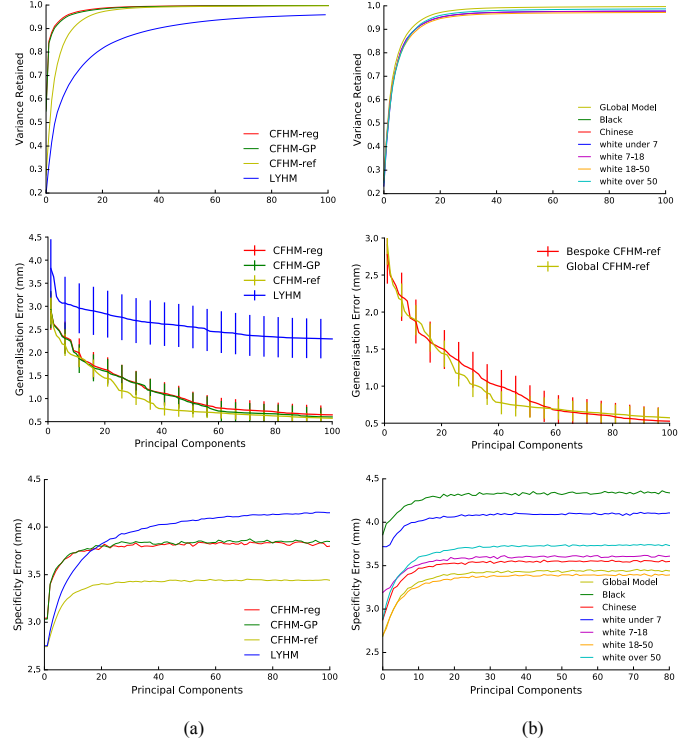 1.0
0.9
0.8
0.7
0.6
0.5
0.4
0.3
0.2
Variance Retained
0 20 40 60 80 100
Principal Components
CFHM-reg
CFHM-GP
CFHM-ref
LYHM
1.0
0.9
0.8
0.7
0.6
0.5
0.4
0.3
0.2
Variance Retained
0 20 40 60 80 100
Principal Components
GLobal Model
Black
Chinese
white under 7
white 7-18
white 18-50
white over 50
4.5
4.0
3.5
3.0
2.5
2.0
1.5
1.0
0.5
Generalisation Error (mm)
0 20 40 60 80 100
Principal Components
CFHM-reg
CFHM-GP
CFHM-ref
LYHM
3.0
2.5
2.0
1.5
1.0
0.5
Generalisation Error (mm)
0 20 40 60 80 100
Principal Components
Bespoke CFHM-ref
Global CFHM-ref
4.5
4.0
3.5
3.0
2.5
Specificity Error (mm)
0 20 40 60 80 100
Principal Components
CFHM-reg
CFHM-GP
CFHM-ref
LYHM
4.5
4.0
3.5
3.0
2.5
Specificity Error (mm)
0 10 20 30 40 50 60 70 80
Principal Components
Global Model
Black
Chinese
white under 7
white 7-18
white 18-50
white over 50
(a)
(b)